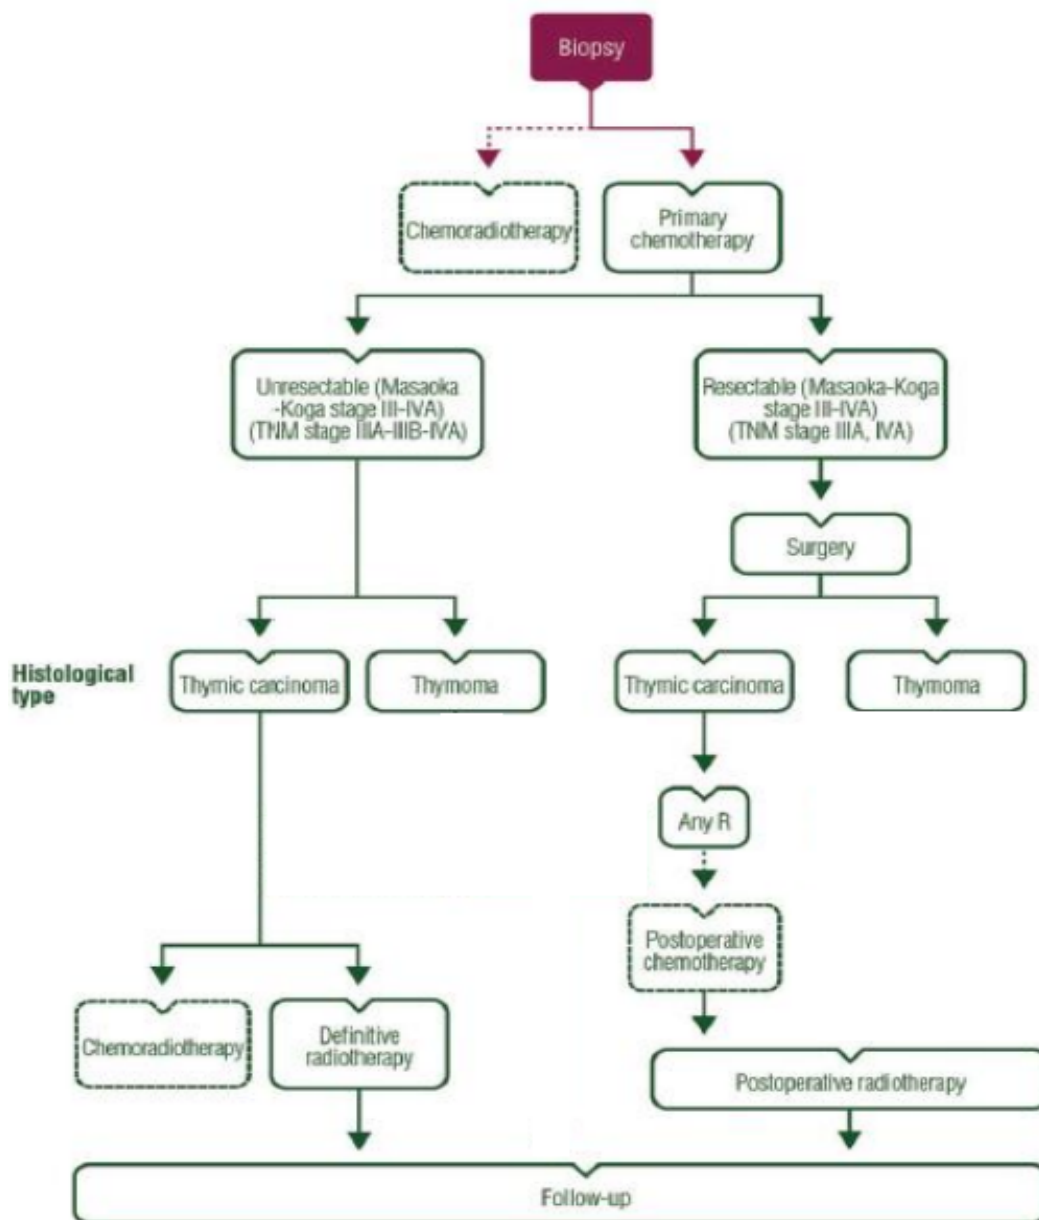 Biopsy
Chemoradiotherapy
Primary
chemotherapy
Unresectable (Masaoka
-Koga stage III-IVA)
(TNM stage IIIA-IIIB-IVA)
Resectable (Masaoka-Koga
stage III-IVA)
(TNM stage IIIA, IVA)
Surgery
Histological
type
Thymic carcinoma
Thymoma
Thymic carcinoma
Thymoma
Any R
Postoperative
chemotherapy
Chemoradiotherapy
Definitive
radiotherapy
Postoperative radiotherapy
Follow-up